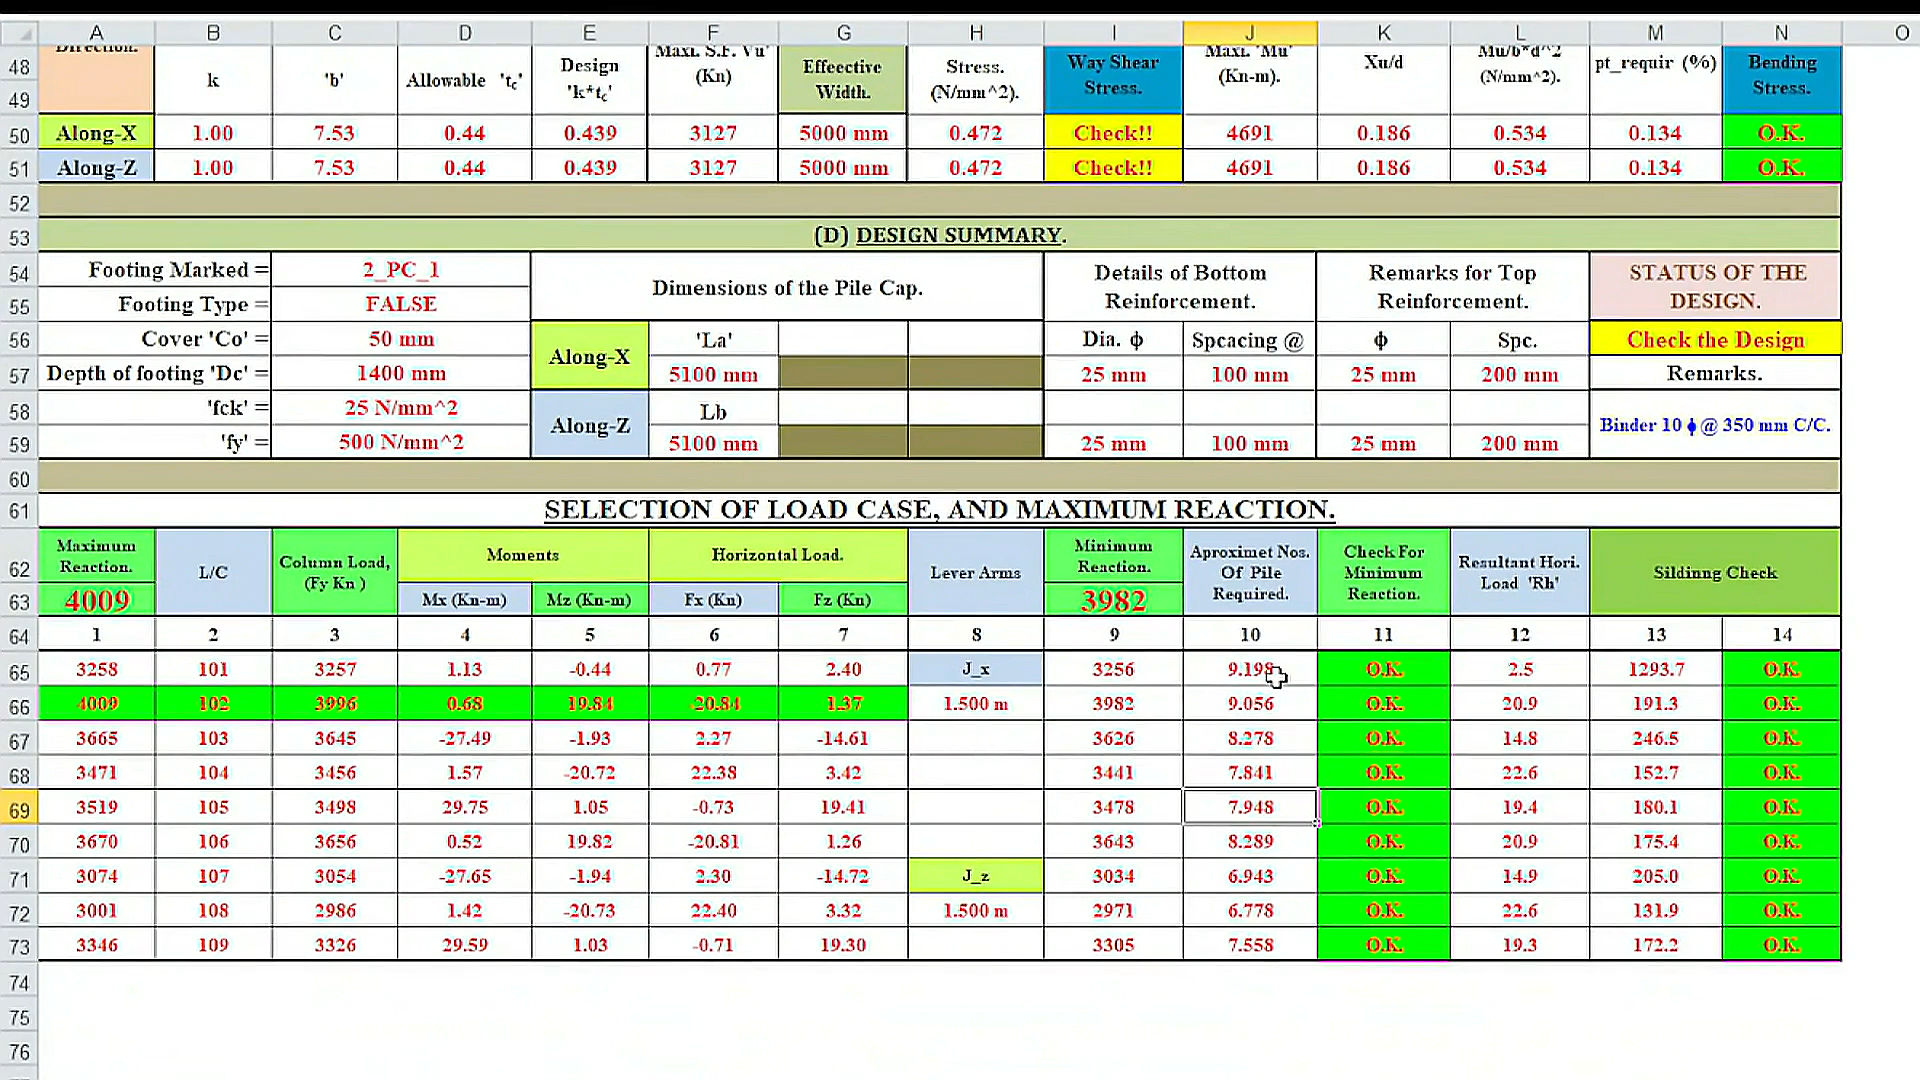 A B C D E F G H I J K L M N O
48 Direction. k 'b' Allowable 'tc' Design Maxi. S.F. Vu' Effeective Stress. Way Shear Maxi. 'Mu' Xu/d Mu/b*d^2 pt_requir (%) Bending
49 'k*tc' (Kn) Width. (N/mm^2). Stress. (Kn-m). (N/mm^2). Stress.
50 Along-X 1.00 7.53 0.44 0.439 3127 5000 mm 0.472 Check!! 4691 0.186 0.534 0.134 O.K.
51 Along-Z 1.00 7.53 0.44 0.439 3127 5000 mm 0.472 Check!! 4691 0.186 0.534 0.134 O.K.
52
53 (D) DESIGN SUMMARY.
54 Footing Marked = 2_PC_1 Dimensions of the Pile Cap. Details of Bottom Remarks for Top STATUS OF THE
55 Footing Type = FALSE Reinforcement. Reinforcement. DESIGN.
56 Cover 'Co' = 50 mm Along-X 'La' Dia. ϕ Spcacing @ ϕ Spc. Check the Design
57 Depth of footing 'Dc' = 1400 mm 5100 mm 25 mm 100 mm 25 mm 200 mm Remarks.
58 'fck' = 25 N/mm^2 Along-Z Lb Binder 10 ϕ @ 350 mm C/C.
59 'fy' = 500 N/mm^2 5100 mm 25 mm 100 mm 25 mm 200 mm
60
61 SELECTION OF LOAD CASE, AND MAXIMUM REACTION.
62 Maximum Reaction. L/C Column Load, (Fy Kn ) Moments Horizontal Load. Lever Arms Minimum Reaction. Aproximet Nos. Of Pile Required. Check For Minimum Reaction. Resultant Hori. Load 'Rh' Sildinng Check
63 4009 Mx (Kn-m) Mz (Kn-m) Fx (Kn) Fz (Kn) 3982
64 1 2 3 4 5 6 7 8 9 10 11 12 13 14
65 3258 101 3257 1.13 -0.44 0.77 2.40 J_x 3256 9.198 O.K. 2.5 1293.7 O.K.
66 4009 102 3996 0.68 19.84 -20.84 1.37 1.500 m 3982 9.056 O.K. 20.9 191.3 O.K.
67 3665 103 3645 -27.49 -1.93 2.27 -14.61 3626 8.278 O.K. 14.8 246.5 O.K.
68 3471 104 3456 1.57 -20.72 22.38 3.42 3441 7.841 O.K. 22.6 152.7 O.K.
69 3519 105 3498 29.75 1.05 -0.73 19.41 3478 7.948 O.K. 19.4 180.1 O.K.
70 3670 106 3656 0.52 19.82 -20.81 1.26 3643 8.289 O.K. 20.9 175.4 O.K.
71 3074 107 3054 -27.65 -1.94 2.30 -14.72 J_z 3034 6.943 O.K. 14.9 205.0 O.K.
72 3001 108 2986 1.42 -20.73 22.40 3.32 1.500 m 2971 6.778 O.K. 22.6 131.9 O.K.
73 3346 109 3326 29.59 1.03 -0.71 19.30 3305 7.558 O.K. 19.3 172.2 O.K.
74
75
76